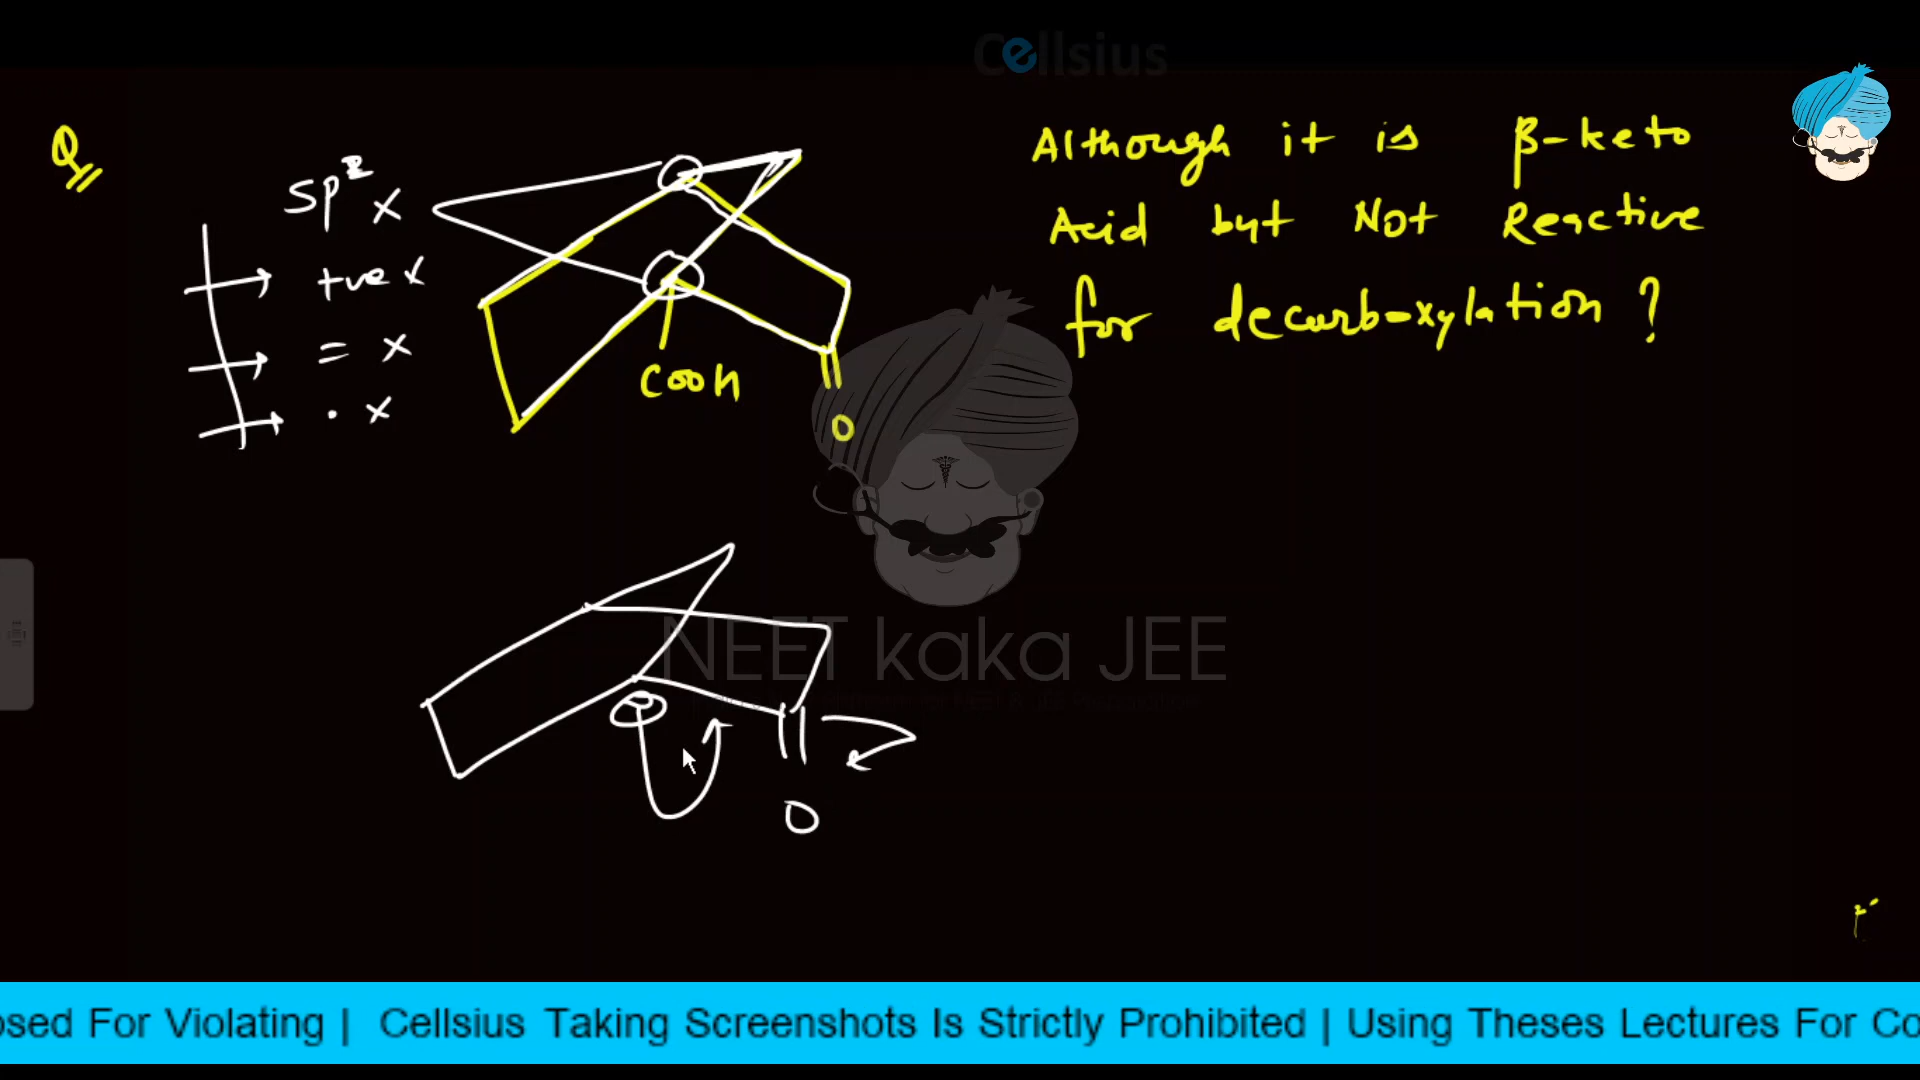 Cellsius
Q
Although it is β-keto
Acid but Not Reactive
for decarboxylation ?
SP² x
+ve x
= x
· x
COOH
O
NEET kaka JEE
O
osed For Violating | Cellsius Taking Screenshots Is Strictly Prohibited | Using Theses Lectures For Co